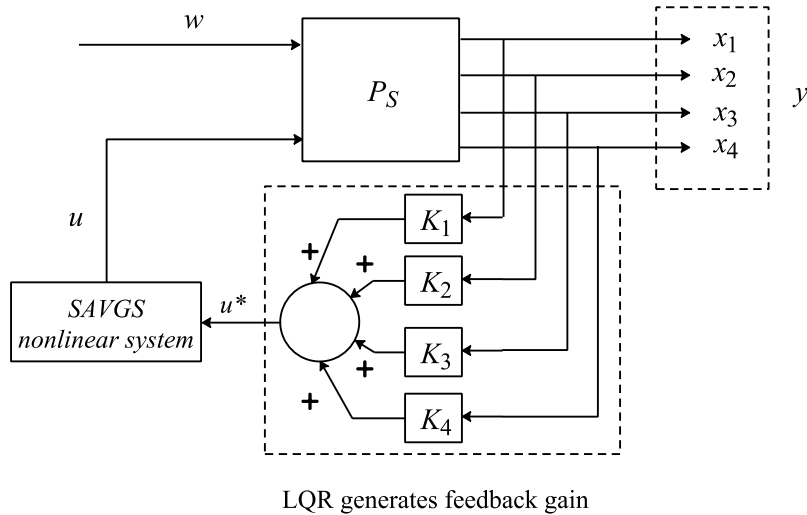 w
P_S
x_1
x_2
x_3
x_4
y
u
K_1
+
+
K_2
SAVGS
nonlinear system
u*
K_3
+
+
K_4
LQR generates feedback gain